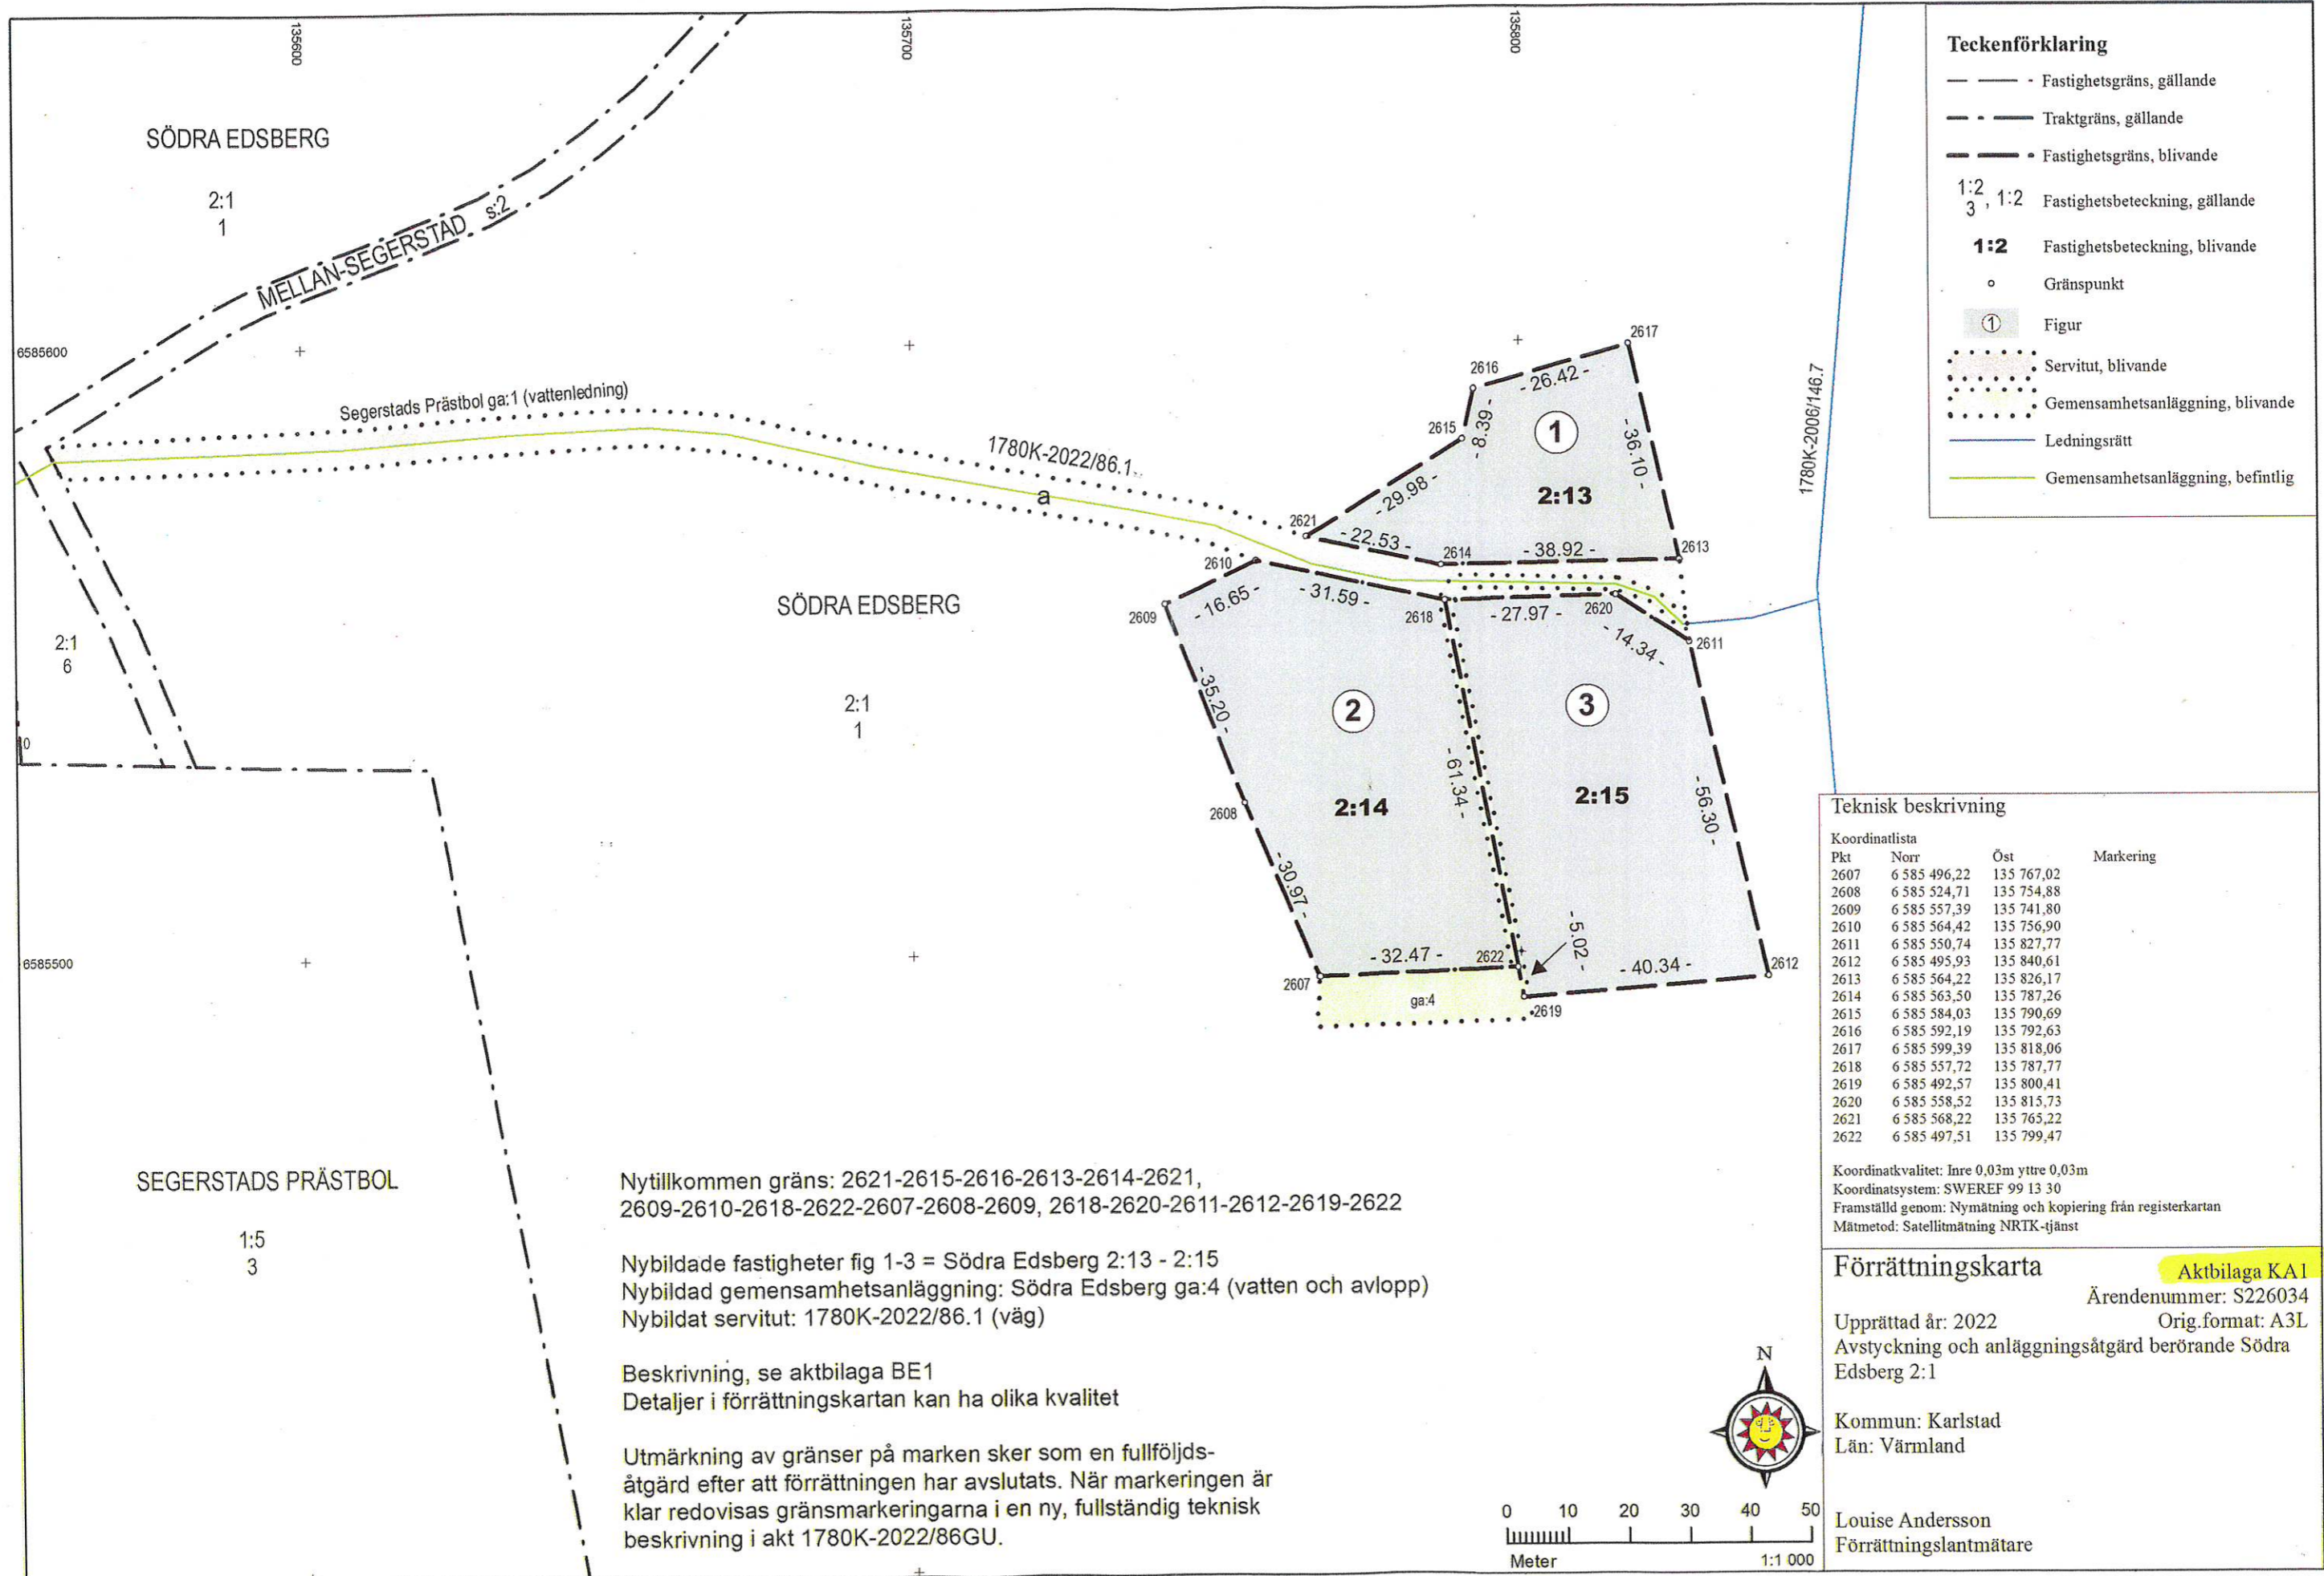 135600
135700
135800
SÖDRA EDSBERG
2:1
1
MELLAN-SEGERSTAD s:2
6585600
Segerstads Prästbol ga:1 (vattenledning)
1780K-2022/86.1
a
2617
2616
- 26.42 -
2615
- 8.39 -
1
- 36.10 -
- 29.98 -
2:13
2621
- 22.53 -
2614
- 38.92 -
2613
1780K-2006/146.7
2610
- 16.65 -
- 31.59 -
2609
2618
- 27.97 -
2620
- 14.34 -
2611
SÖDRA EDSBERG
2:1
6
2:1
1
- 35.20 -
2
3
- 61.34 -
2:14
2:15
- 56.30 -
2608
- 30.97 -
6585500
- 32.47 -
2622
- 5.02 -
- 40.34 -
2612
2607
ga:4
2619
SEGERSTADS PRÄSTBOL
1:5
3
Nytillkommen gräns: 2621-2615-2616-2613-2614-2621,
2609-2610-2618-2622-2607-2608-2609, 2618-2620-2611-2612-2619-2622
Nybildade fastigheter fig 1-3 = Södra Edsberg 2:13 - 2:15
Nybildad gemensamhetsanläggning: Södra Edsberg ga:4 (vatten och avlopp)
Nybildat servitut: 1780K-2022/86.1 (väg)
Beskrivning, se aktbilaga BE1
Detaljer i förrättningskartan kan ha olika kvalitet
Utmärkning av gränser på marken sker som en fullföljds-
åtgärd efter att förrättningen har avslutats. När markeringen är
klar redovisas gränsmarkeringarna i en ny, fullständig teknisk
beskrivning i akt 1780K-2022/86GU.
N
0 10 20 30 40 50
Meter 1:1 000
Teckenförklaring
Fastighetsgräns, gällande
Traktgräns, gällande
Fastighetsgräns, blivande
1:2
3 , 1:2 Fastighetsbeteckning, gällande
1:2 Fastighetsbeteckning, blivande
Gränspunkt
1 Figur
Servitut, blivande
Gemensamhetsanläggning, blivande
Ledningsrätt
Gemensamhetsanläggning, befintlig
Teknisk beskrivning
Koordinatlista
Pkt Norr Öst Markering
2607 6 585 496,22 135 767,02
2608 6 585 524,71 135 754,88
2609 6 585 557,39 135 741,80
2610 6 585 564,42 135 756,90
2611 6 585 550,74 135 827,77
2612 6 585 495,93 135 840,61
2613 6 585 564,22 135 826,17
2614 6 585 563,50 135 787,26
2615 6 585 584,03 135 790,69
2616 6 585 592,19 135 792,63
2617 6 585 599,39 135 818,06
2618 6 585 557,72 135 787,77
2619 6 585 492,57 135 800,41
2620 6 585 558,52 135 815,73
2621 6 585 568,22 135 765,22
2622 6 585 497,51 135 799,47
Koordinatkvalitet: Inre 0,03m yttre 0,03m
Koordinatsystem: SWEREF 99 13 30
Framställd genom: Nymätning och kopiering från registerkartan
Mätmetod: Satellitmätning NRTK-tjänst
Förrättningskarta
Aktbilaga KA1
Ärendenummer: S226034
Upprättad år: 2022 Orig.format: A3L
Avstyckning och anläggningsåtgärd berörande Södra
Edsberg 2:1
Kommun: Karlstad
Län: Värmland
Louise Andersson
Förrättningslantmätare